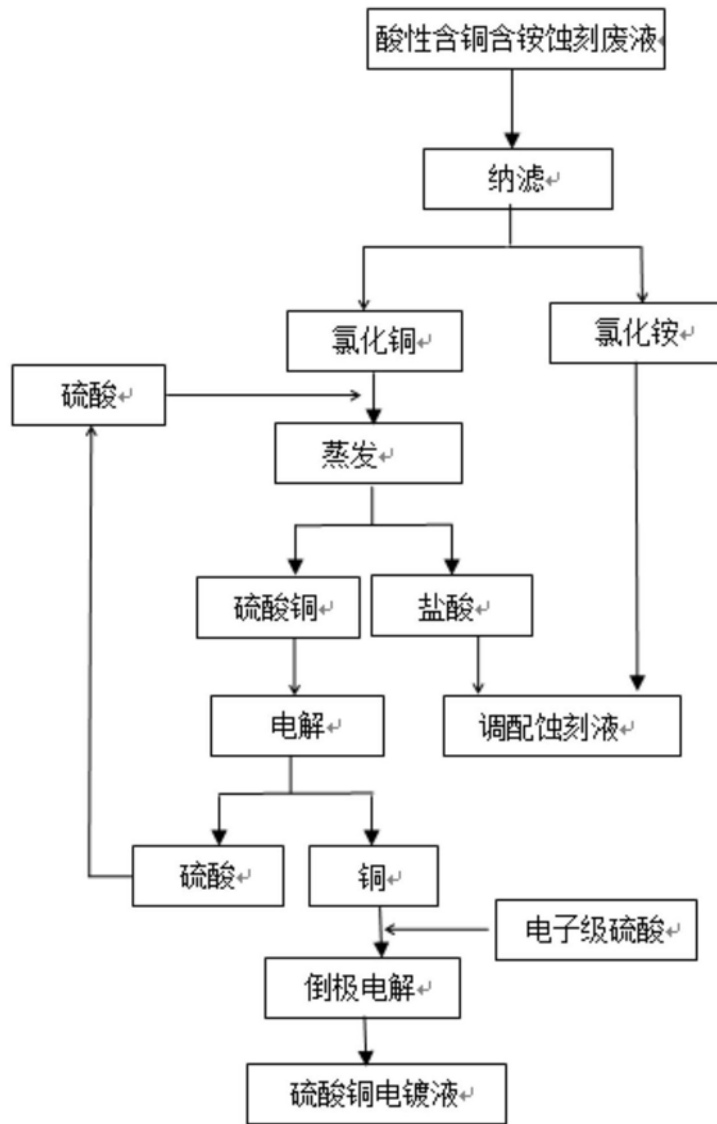 酸性含铜含铵蚀刻废液
纳滤
氯化铜
氯化铵
硫酸
蒸发
硫酸铜
盐酸
电解
调配蚀刻液
硫酸
铜
电子级硫酸
倒极电解
硫酸铜电镀液